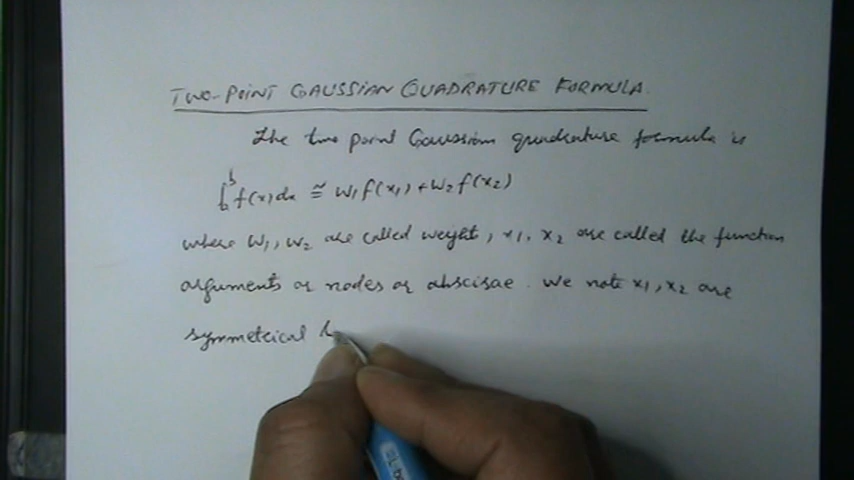 TWO-POINT GAUSSIAN QUADRATURE FORMULA.
The two point Gaussian quadrature formula is
∫_b^b f(x)dx ≅ W₁f(x₁)+W₂f(x₂)
where W₁, W₂ are called weight, x₁, x₂ are called the function
arguments or nodes or abscisae. We note x₁, x₂ are
symmetrical